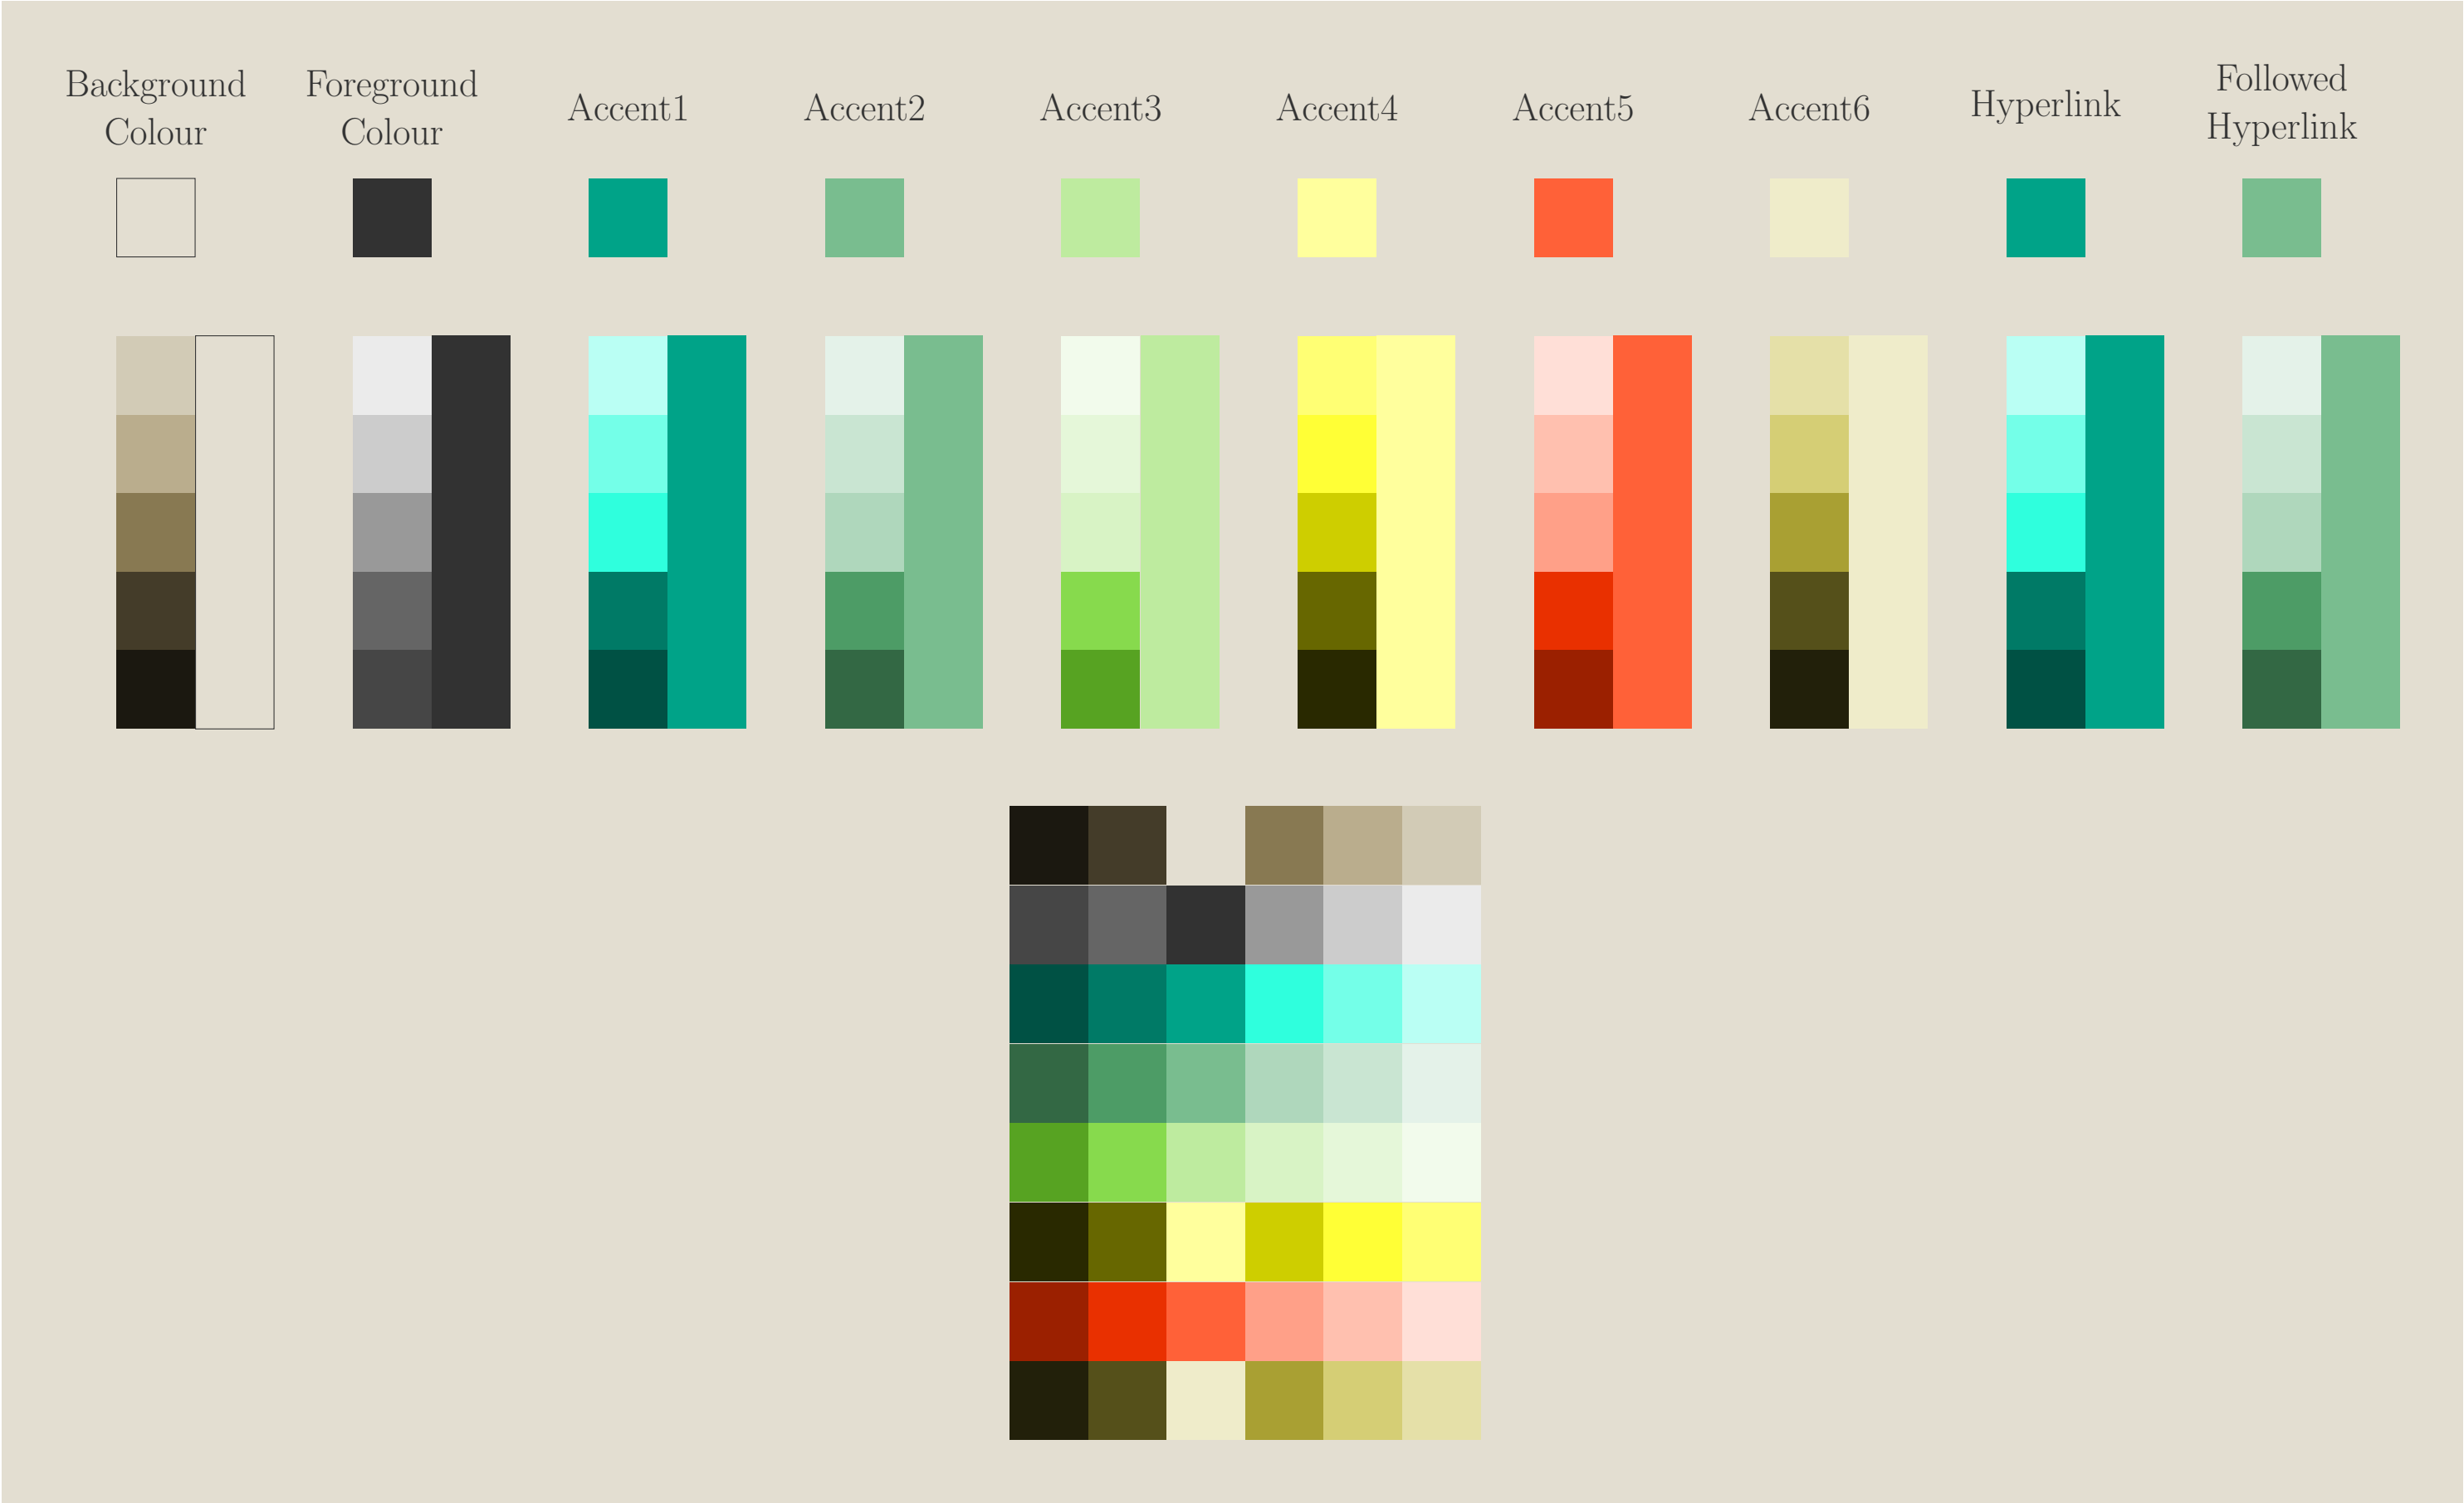 Background
Colour
Foreground
Colour
Accent1
Accent2
Accent3
Accent4
Accent5
Accent6
Hyperlink
Followed
Hyperlink